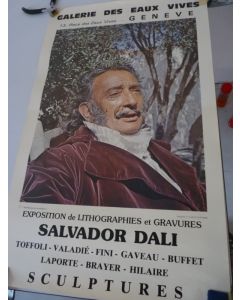 GALERIE DES EAUX VIVES
GENEVE
EXPOSITION de LITHOGRAPHIES et GRAVURES
SALVADOR DALI
TOFFOLI - VALADIÉ - FINI - GAVEAU - BUFFET
LAPORTE - BRAYER - HILAIRE
SCULPTURES